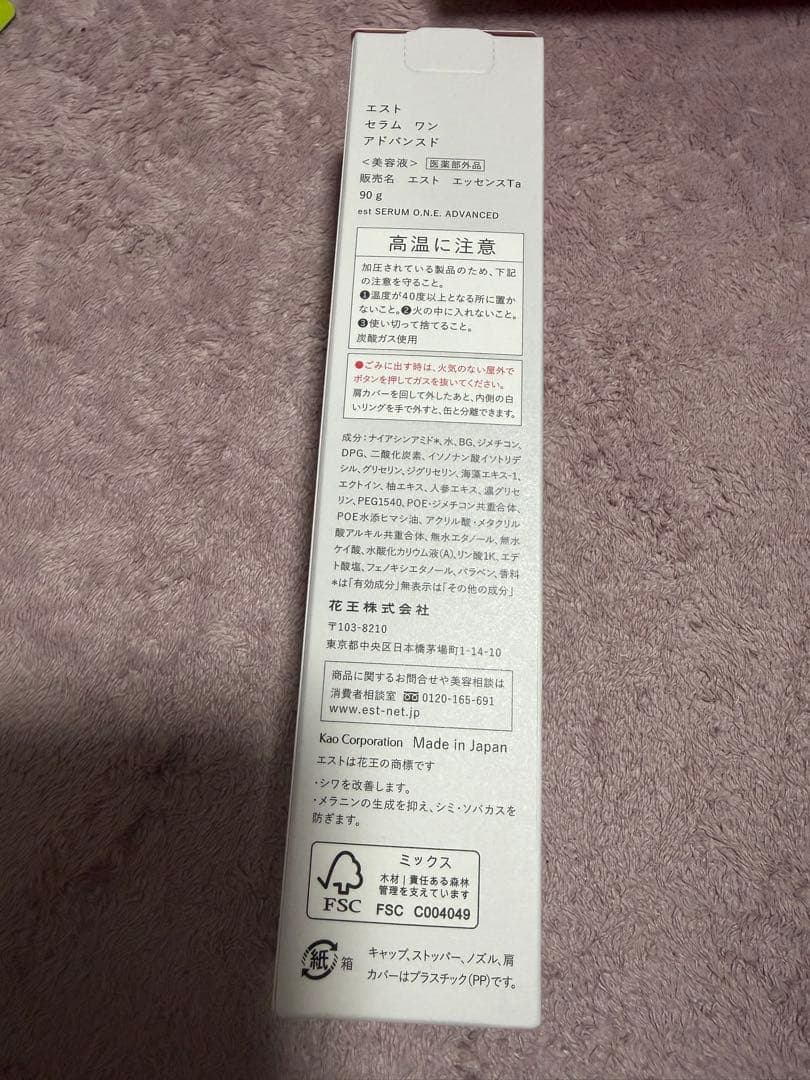 エスト
セラム ワン
アドバンスド
<美容液> 医薬部外品
販売名 エスト エッセンスTa
90 g
est SERUM O.N.E. ADVANCED
高温に注意
加圧されている製品のため、下記
の注意を守ること。
❶温度が40度以上となる所に置か
ないこと。❷火の中に入れないこと。
❸使い切って捨てること。
炭酸ガス使用
●ごみに出す時は、火気のない屋外で
ボタンを押してガスを抜いてください。
肩カバーを回して外したあと、内側の白
いリングを手で外すと、缶と分離できます。
成分:ナイアシンアミド*、水、BG、ジメチコン、
DPG、二酸化炭素、イソノナン酸イソトリデ
シル、グリセリン、ジグリセリン、海藻エキス-1、
エクトイン、柚エキス、人参エキス、濃グリセ
リン、PEG1540、POE・ジメチコン共重合体、
POE水添ヒマシ油、アクリル酸・メタクリル
酸アルキル共重合体、無水エタノール、無水
ケイ酸、水酸化カリウム液(A)、リン酸1K、エデ
ト酸塩、フェノキシエタノール、パラベン、香料
*は「有効成分」無表示は「その他の成分」
花王株式会社
〒103-8210
東京都中央区日本橋茅場町1-14-10
商品に関するお問合せや美容相談は
消費者相談室 0120-165-691
www.est-net.jp
Kao Corporation Made in Japan
エストは花王の商標です
・シワを改善します。
・メラニンの生成を抑え、シミ・ソバカスを
防ぎます。
ミックス
木材|責任ある森林
管理を支えています
FSC FSC C004049
紙 箱 キャップ、ストッパー、ノズル、肩
カバーはプラスチック(PP)です。